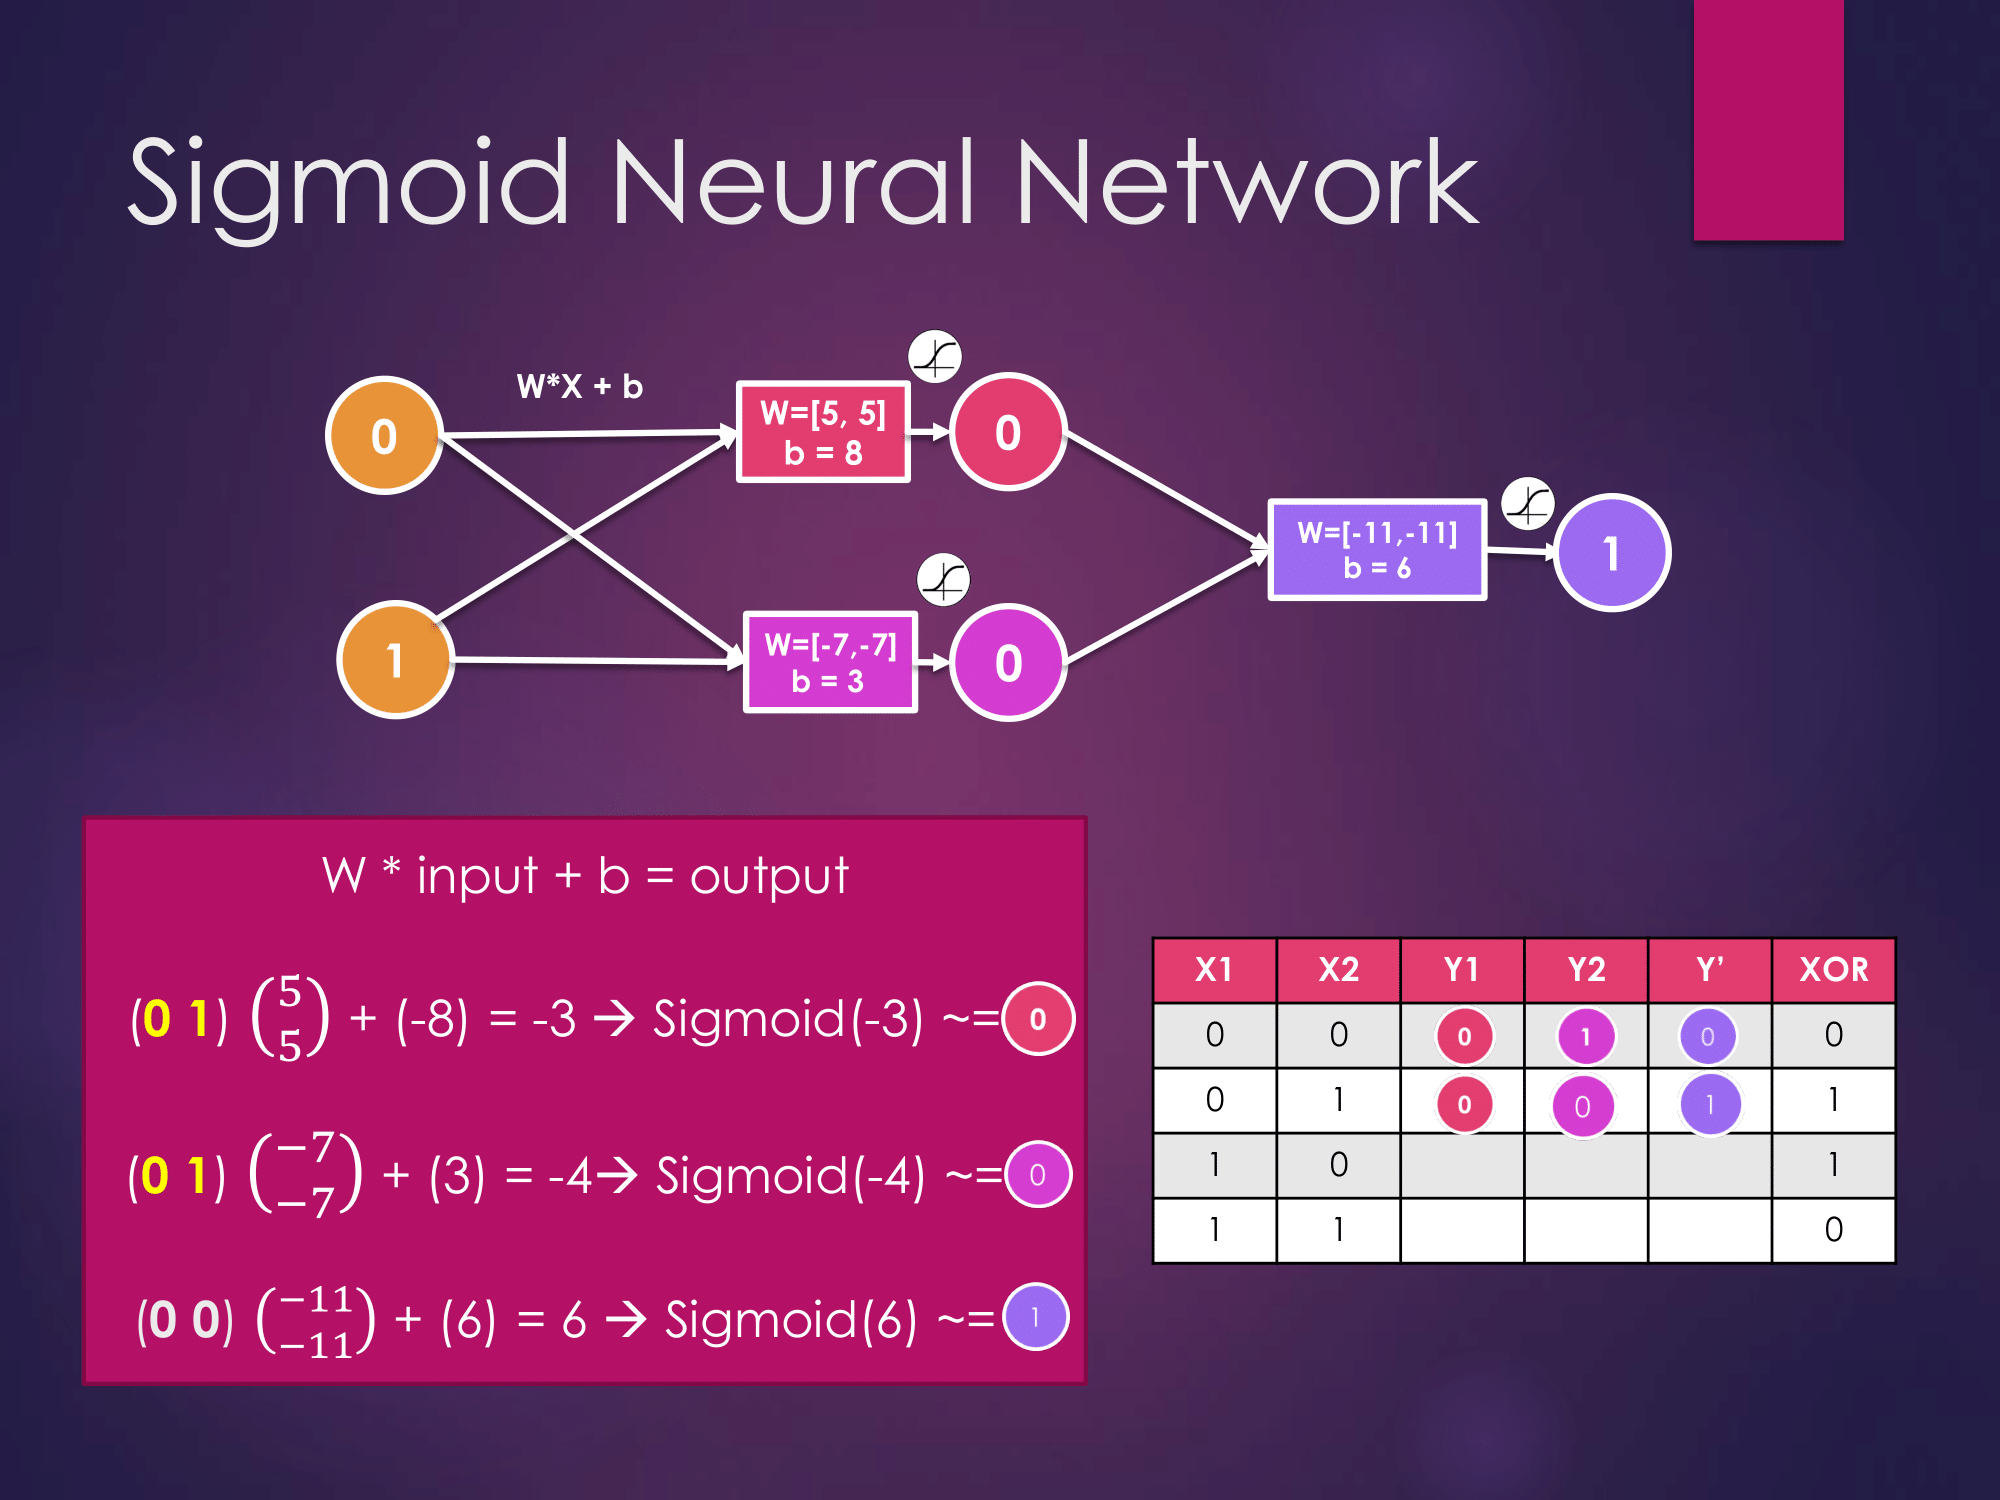 Sigmoid Neural Network
W*X + b
0
W=[5, 5]
b = 8
0
1
W=[-7,-7]
b = 3
0
W=[-11,-11]
b = 6
1
W * input + b = output
(0 1) (5 5) + (-8) = -3 → Sigmoid(-3) ~= 0
(0 1) (−7 −7) + (3) = -4→ Sigmoid(-4) ~= 0
(0 0) (−11 −11) + (6) = 6 → Sigmoid(6) ~= 1
X1 X2 Y1 Y2 Y’ XOR
0 0 0 1 0 0
0 1 0 0 1 1
1 0 1
1 1 0